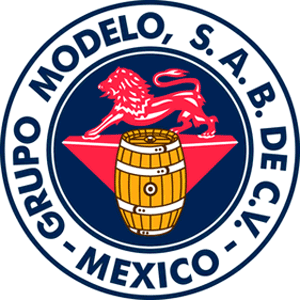 GRUPO MODELO, S.A.B. DE C.V.
- MEXICO -